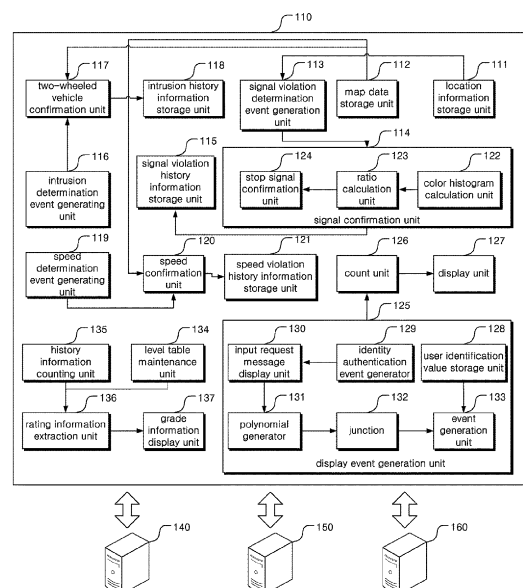 110
117
two-wheeled
vehicle
confirmation unit
118
intrusion history
information
storage unit
113
signal violation
determination
event generation
unit
112
map data
storage unit
111
location
information
storage unit
116
intrusion
determination
event generating
unit
115
signal violation
history
information
storage unit
114
124
stop signal
confirmation
unit
123
ratio
calculation
unit
122
color histogram
calculation unit
signal confirmation unit
119
speed
determination
event generating unit
120
speed
confirmation
unit
121
speed violation
history information
storage unit
126
count unit
127
display unit
125
135
history
information
counting unit
134
level table
maintenance
unit
136
rating information
extraction unit
137
grade
information
display unit
130
input request
message
display unit
129
identity
authentication
event generator
128
user identification
value storage unit
131
polynomial
generator
132
junction
133
event
generation
unit
display event generation unit
140
150
160